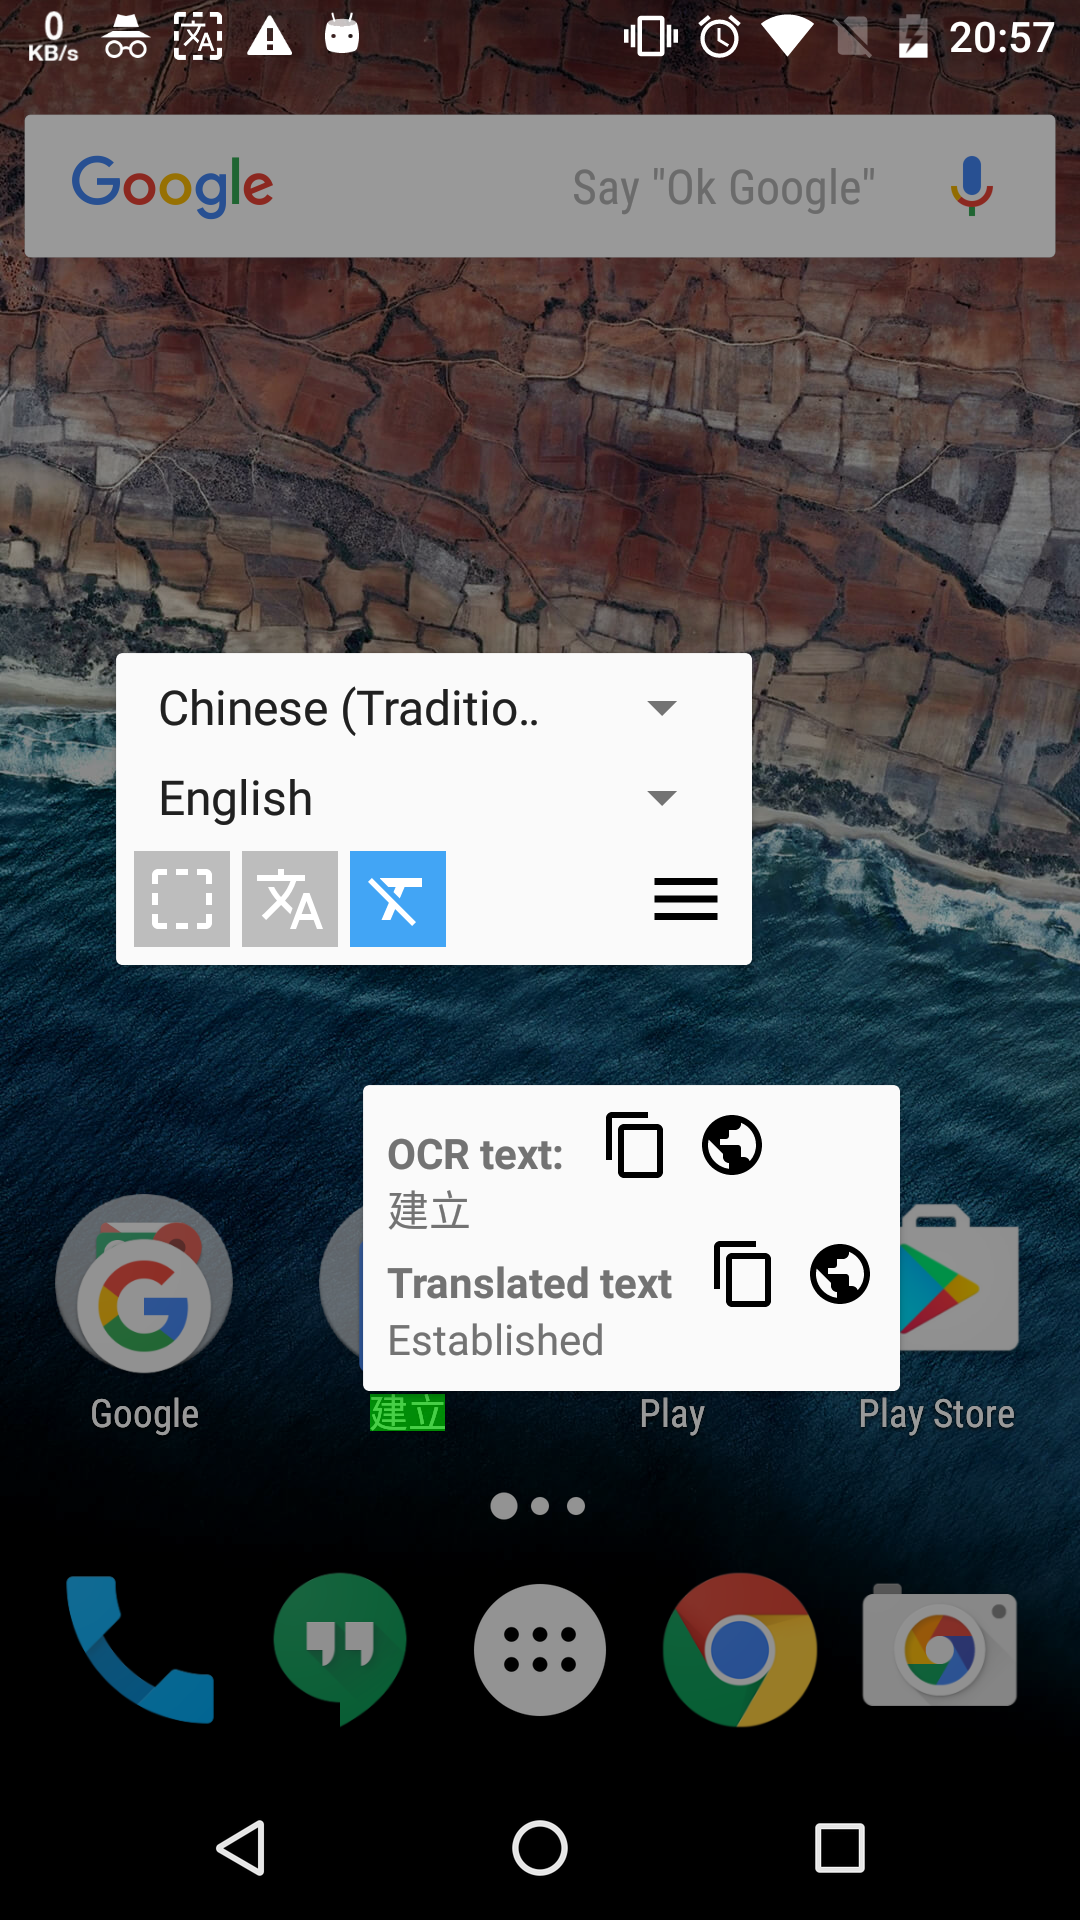 0
KB/s
20:57
Google
Say "Ok Google"
Chinese (Traditio..
English
OCR text:
建立
Translated text
Established
Google
建立
Play
Play Store